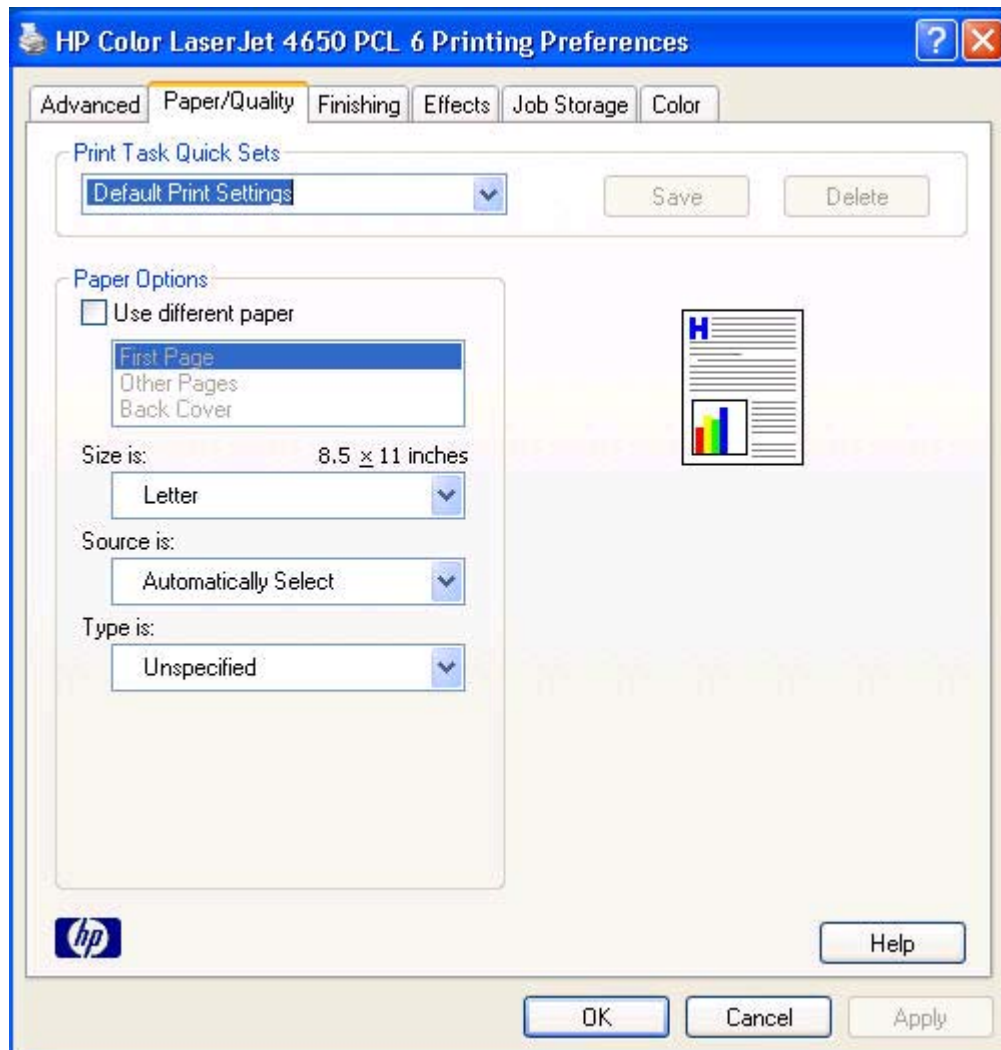 HP Color LaserJet 4650 PCL 6 Printing Preferences
Advanced Paper/Quality Finishing Effects Job Storage Color
Print Task Quick Sets
Default Print Settings Save Delete
Paper Options
Use different paper
First Page
Other Pages
Back Cover
Size is: 8.5 x 11 inches
Letter
Source is:
Automatically Select
Type is:
Unspecified
H
hp
Help
OK Cancel Apply